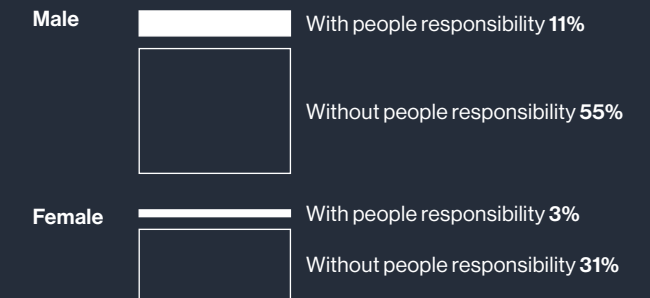 Male
With people responsibility 11%
Without people responsibility 55%
Female
With people responsibility 3%
Without people responsibility 31%